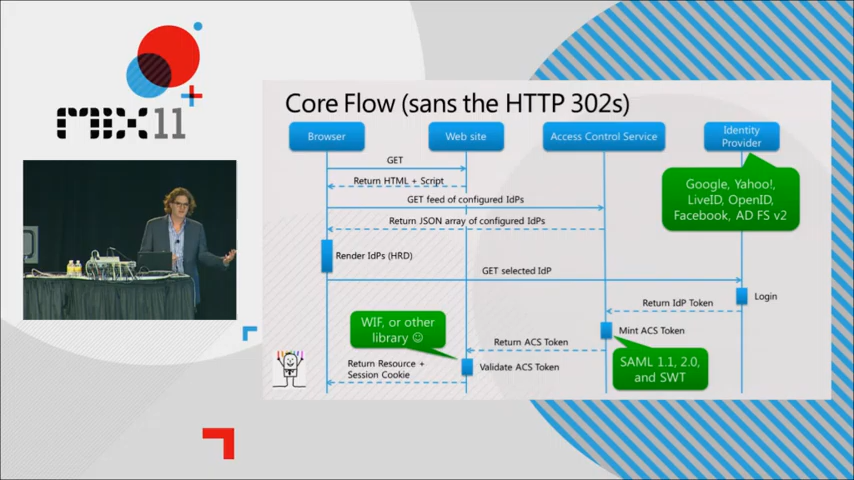 MIX11
Core Flow (sans the HTTP 302s)
Browser
Web site
Access Control Service
Identity
Provider
GET
Return HTML + Script
Google, Yahoo!,
LiveID, OpenID,
Facebook, AD FS v2
GET feed of configured IdPs
Return JSON array of configured IdPs
Render IdPs (HRD)
GET selected IdP
Login
Return IdP Token
WIF, or other
library ☺
Mint ACS Token
Return ACS Token
SAML 1.1, 2.0,
and SWT
Return Resource +
Session Cookie
Validate ACS Token